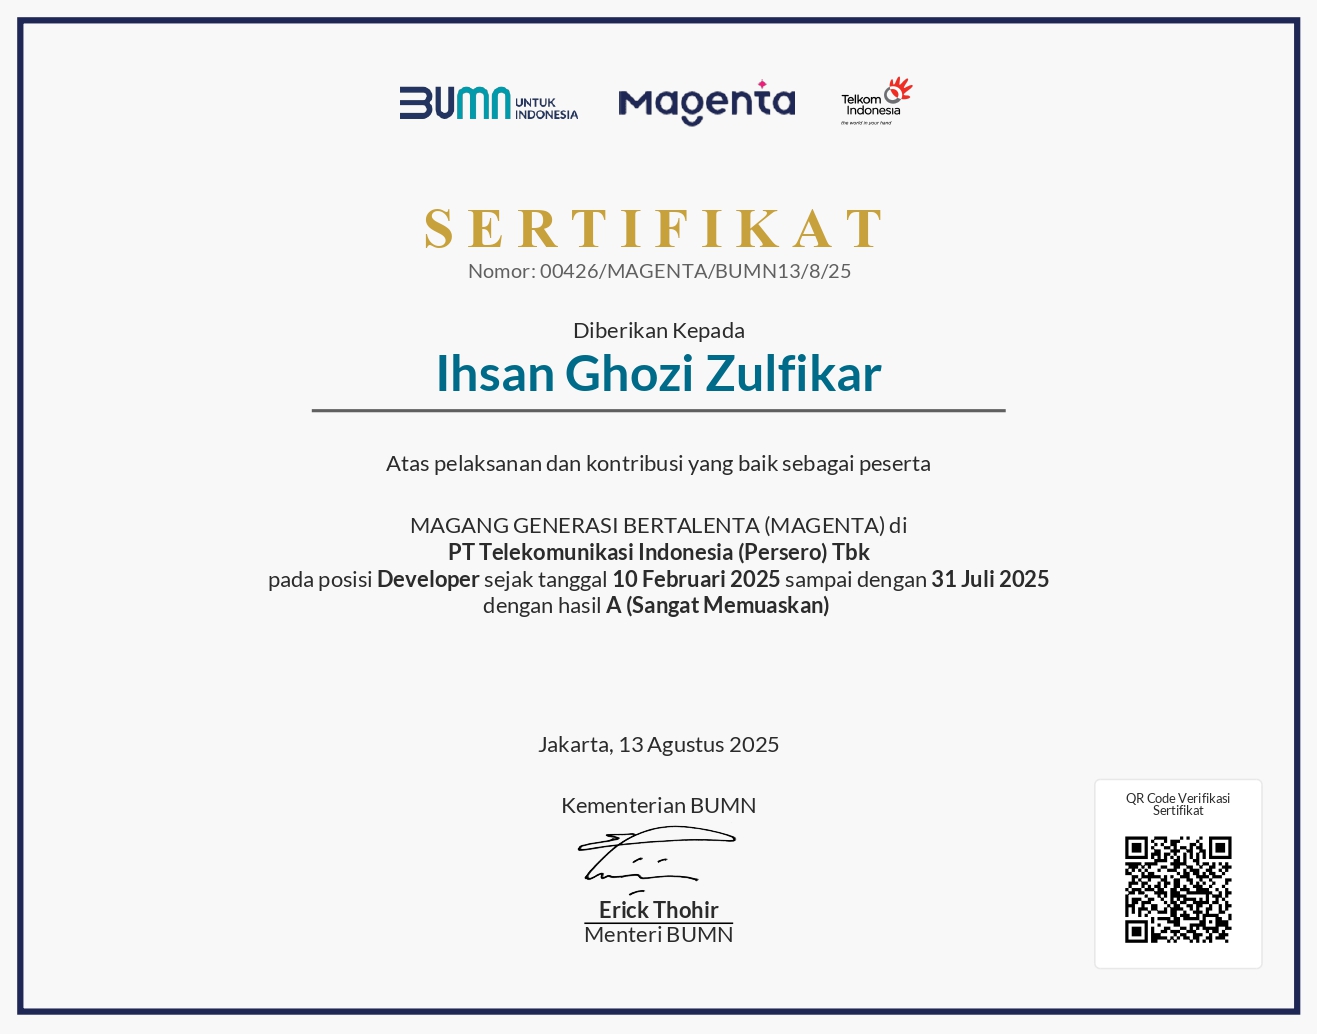 BUMN UNTUK INDONESIA
Magenta
Telkom Indonesia
the world in your hand
SERTIFIKAT
Nomor: 00426/MAGENTA/BUMN13/8/25
Diberikan Kepada
Ihsan Ghozi Zulfikar
Atas pelaksanan dan kontribusi yang baik sebagai peserta
MAGANG GENERASI BERTALENTA (MAGENTA) di
PT Telekomunikasi Indonesia (Persero) Tbk
pada posisi Developer sejak tanggal 10 Februari 2025 sampai dengan 31 Juli 2025
dengan hasil A (Sangat Memuaskan)
Jakarta, 13 Agustus 2025
Kementerian BUMN
Erick Thohir
Menteri BUMN
QR Code Verifikasi
Sertifikat